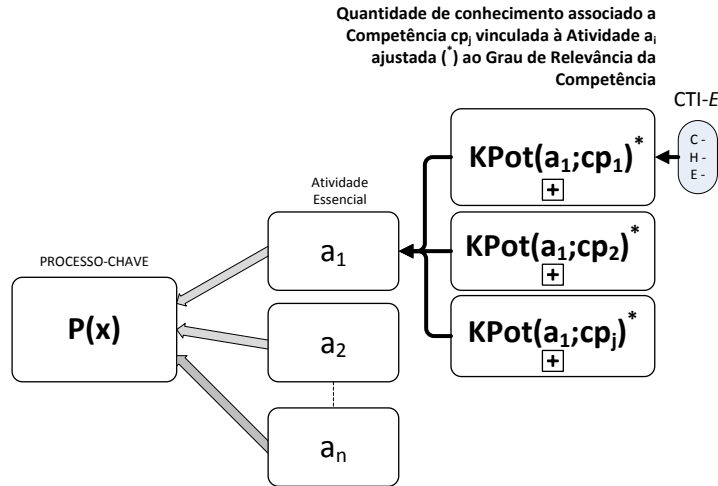 Quantidade de conhecimento associado a
Competência cpj vinculada à Atividade ai
ajustada (*) ao Grau de Relevância da
Competência
CTI-E
C -
H -
E -
KPot(a1;cp1)*
+
Atividade
Essencial
a1
KPot(a1;cp2)*
+
PROCESSO-CHAVE
P(x)
a2
KPot(a1;cpj)*
+
an